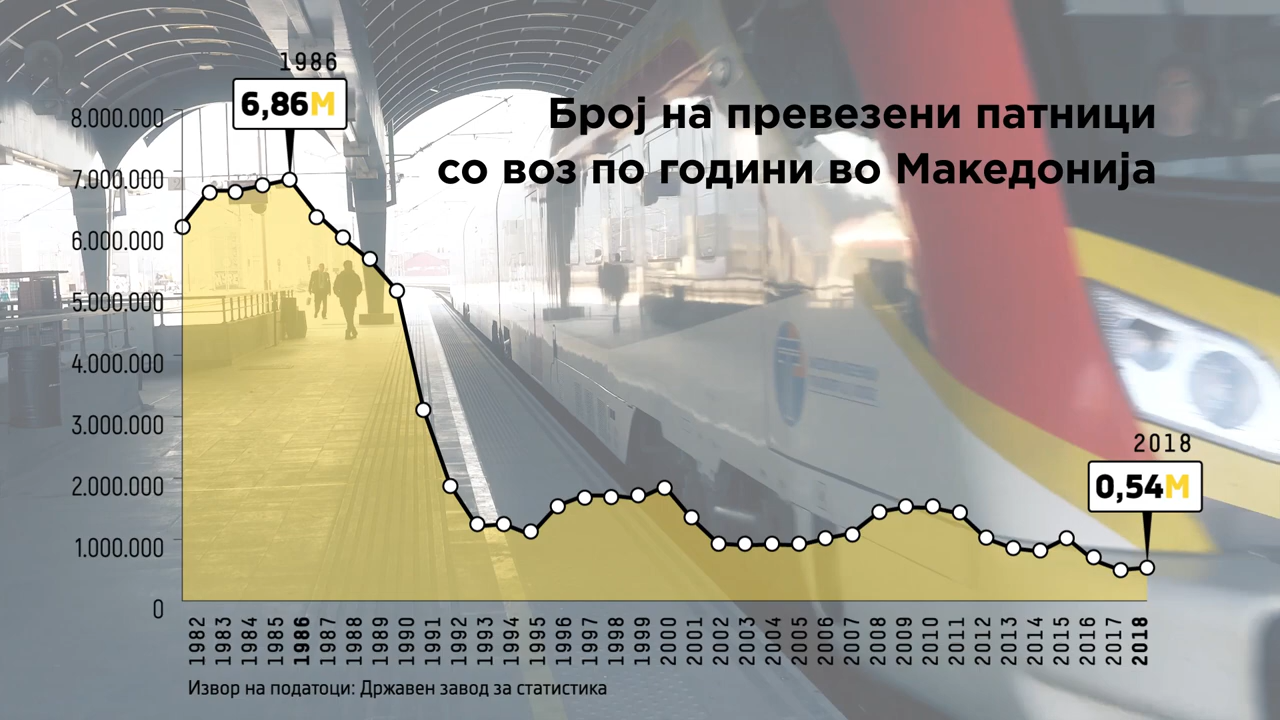 Број на превезени патници
со воз по години во Македонија
1986
6,86М
8.000.000
7.000.000
6.000.000
5.000.000
4.000.000
3.000.000
2.000.000
1.000.000
0
2018
0,54М
1982 1983 1984 1985 1986 1987 1988 1989 1990 1991 1992 1993 1994 1995 1996 1997 1998 1999 2000 2001 2002 2003 2004 2005 2006 2007 2008 2009 2010 2011 2012 2013 2014 2015 2016 2017 2018
Извор на податоци: Државен завод за статистика